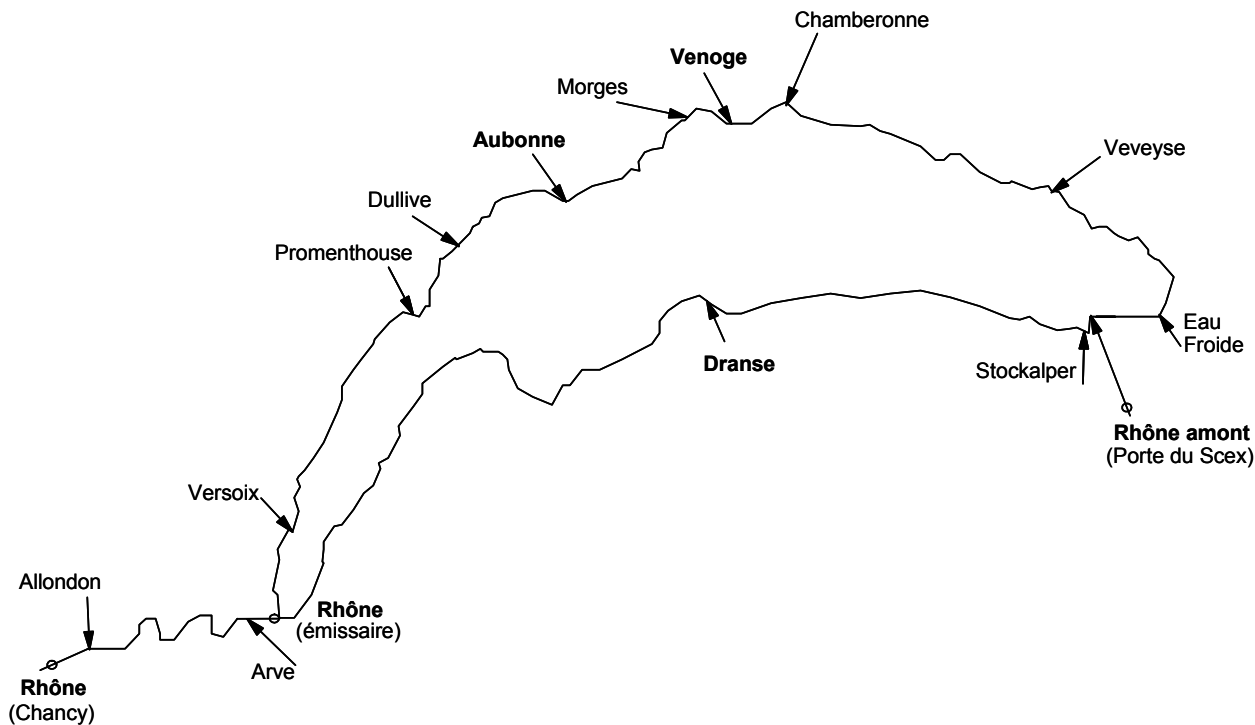 Chamberonne
Venoge
Morges
Aubonne
Veveyse
Dullive
Promenthouse
Eau
Froide
Dranse
Stockalper
Rhône amont
(Porte du Scex)
Versoix
Allondon
Rhône
(émissaire)
Arve
Rhône
(Chancy)